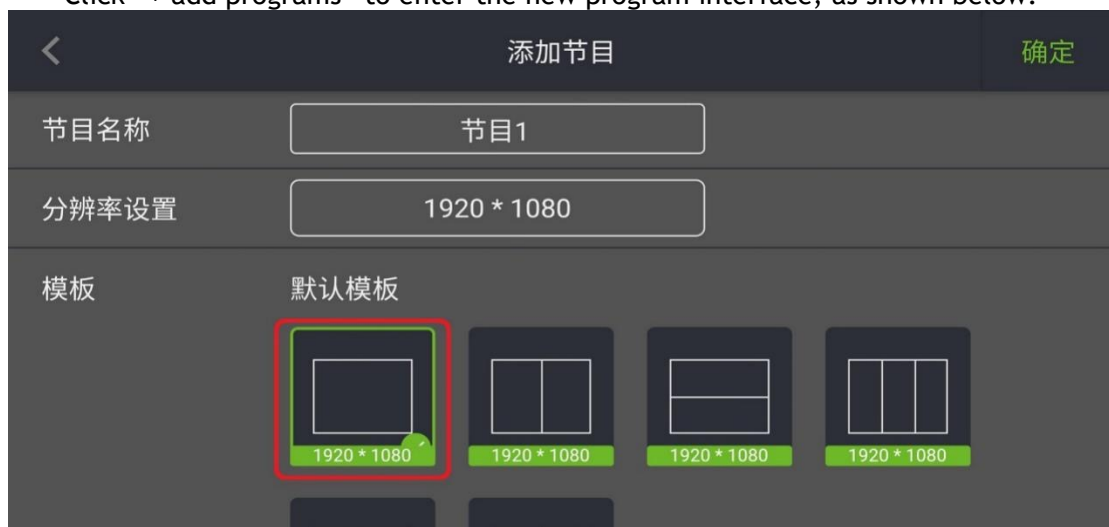 Click "+ add programs" to enter the new program interface, as shown below:
添加节目 确定
节目名称 节目1
分辨率设置 1920 * 1080
模板 默认模板
1920 * 1080 1920 * 1080 1920 * 1080 1920 * 1080